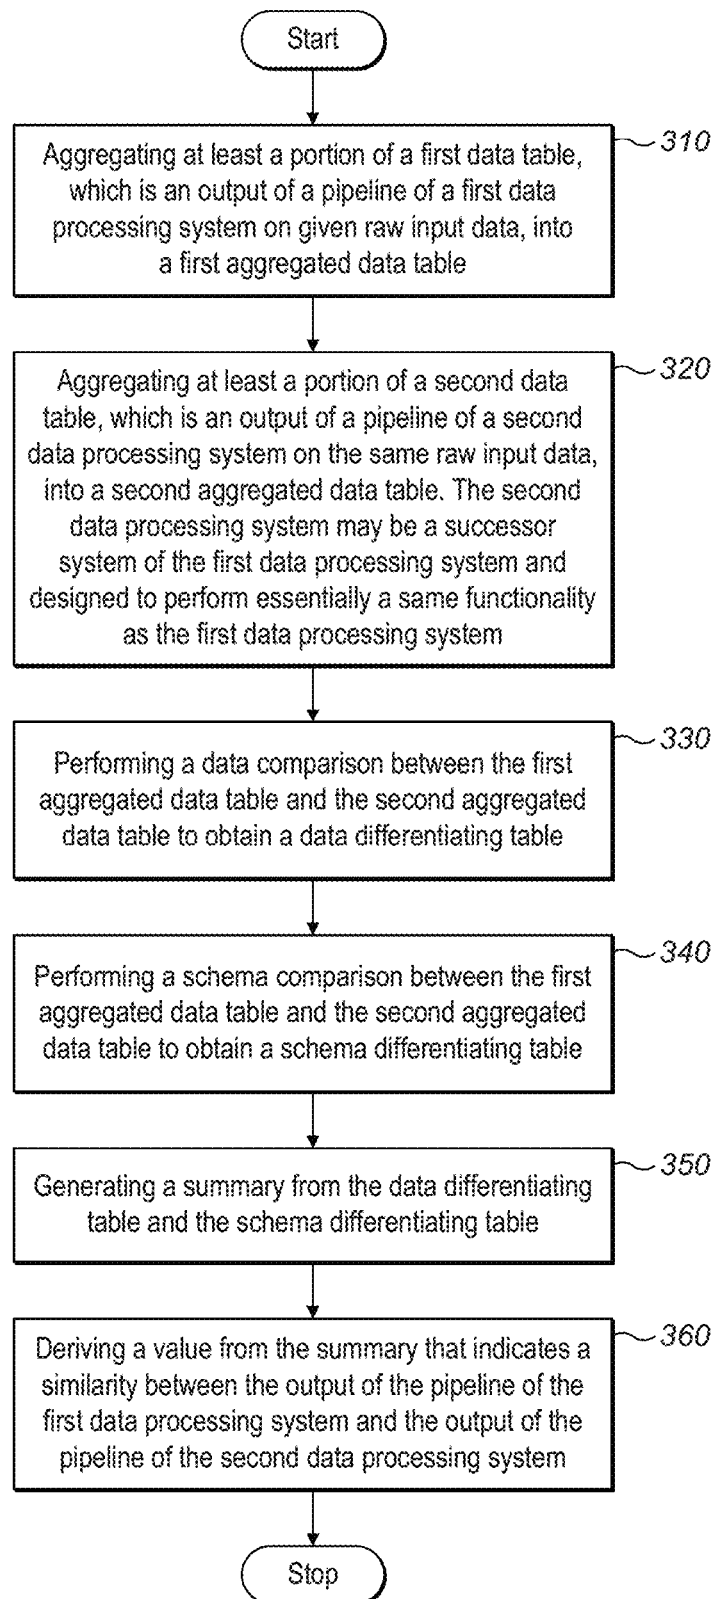 Start
310
Aggregating at least a portion of a first data table,
which is an output of a pipeline of a first data
processing system on given raw input data, into
a first aggregated data table
320
Aggregating at least a portion of a second data
table, which is an output of a pipeline of a second
data processing system on the same raw input data,
into a second aggregated data table. The second
data processing system may be a successor
system of the first data processing system and
designed to perform essentially a same functionality
as the first data processing system
330
Performing a data comparison between the first
aggregated data table and the second aggregated
data table to obtain a data differentiating table
340
Performing a schema comparison between the first
aggregated data table and the second aggregated
data table to obtain a schema differentiating table
350
Generating a summary from the data differentiating
table and the schema differentiating table
360
Deriving a value from the summary that indicates a
similarity between the output of the pipeline of the
first data processing system and the output of the
pipeline of the second data processing system
Stop